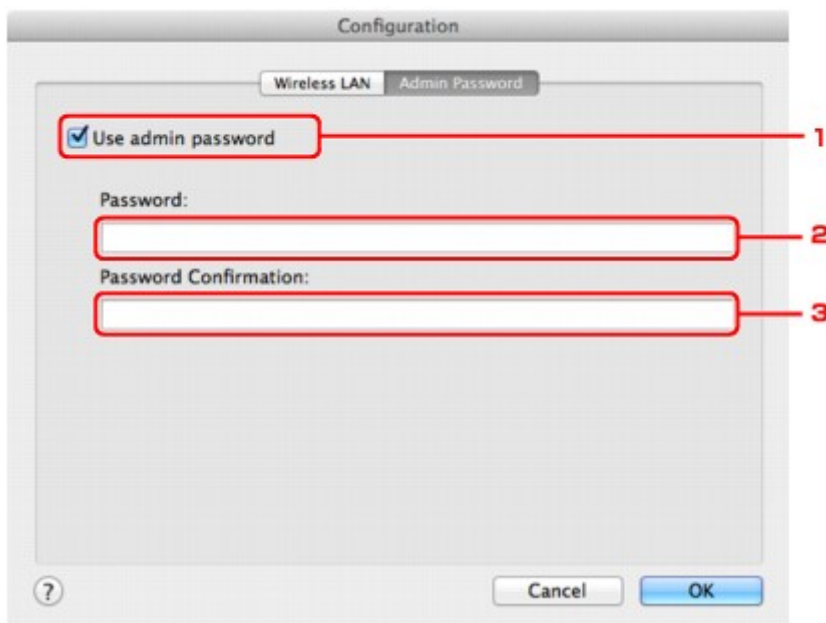 Configuration
Wireless LAN Admin Password
Use admin password 1
Password:
2
Password Confirmation:
3
? Cancel OK